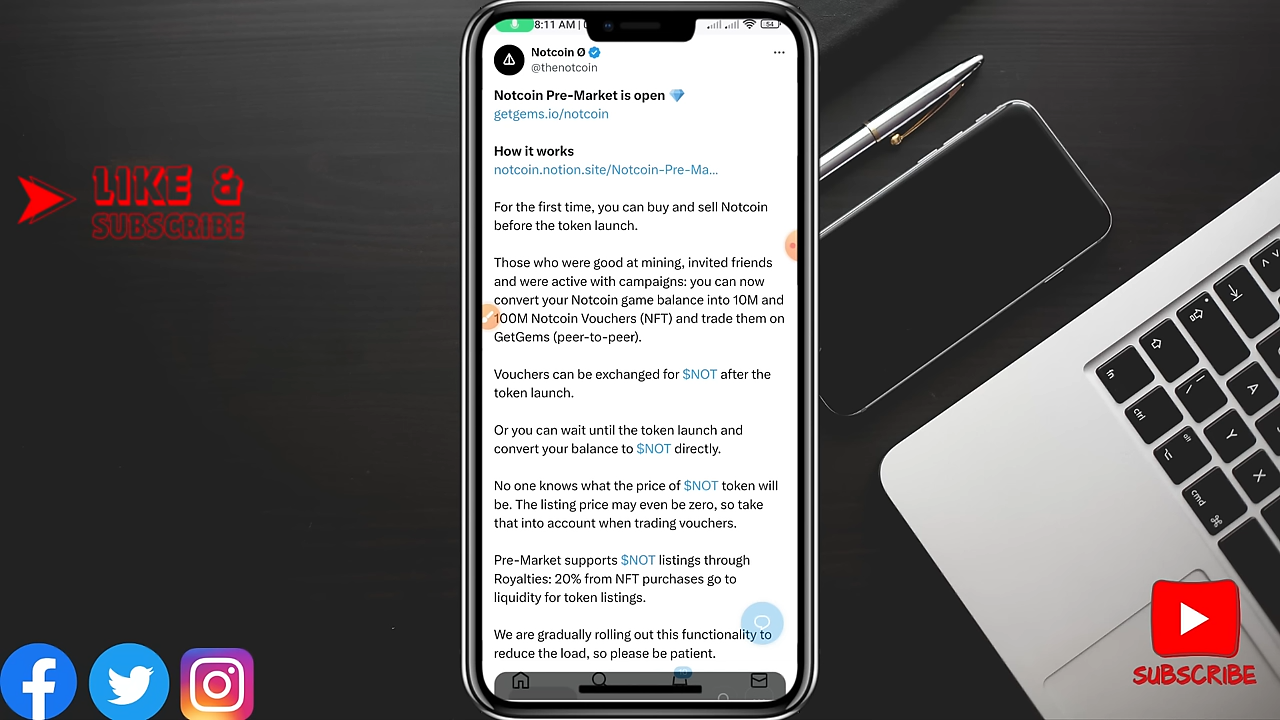 8:11 AM
54
Notcoin Ø
@thenotcoin
Notcoin Pre-Market is open 💎
getgems.io/notcoin
How it works
notcoin.notion.site/Notcoin-Pre-Ma...
For the first time, you can buy and sell Notcoin
before the token launch.
Those who were good at mining, invited friends
and were active with campaigns: you can now
convert your Notcoin game balance into 10M and
100M Notcoin Vouchers (NFT) and trade them on
GetGems (peer-to-peer).
Vouchers can be exchanged for $NOT after the
token launch.
Or you can wait until the token launch and
convert your balance to $NOT directly.
No one knows what the price of $NOT token will
be. The listing price may even be zero, so take
that into account when trading vouchers.
Pre-Market supports $NOT listings through
Royalties: 20% from NFT purchases go to
liquidity for token listings.
We are gradually rolling out this functionality to
reduce the load, so please be patient.
LIKE &
SUBSCRIBE
SUBSCRIBE
fn
ctrl
alt
cmd
A
Y
X